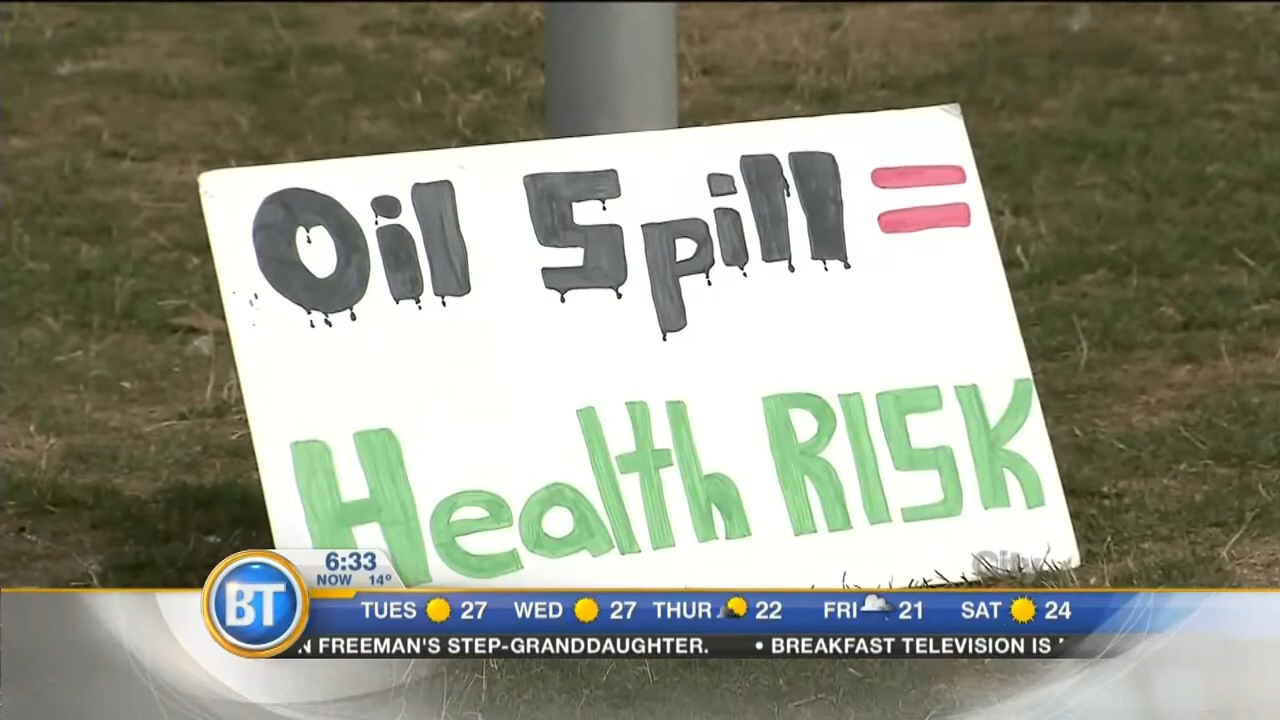 Oil Spill =
Health RISK
City
6:33
NOW 14°
BT
TUES 27 WED 27 THUR 22 FRI 21 SAT 24
FREEMAN'S STEP-GRANDDAUGHTER. • BREAKFAST TELEVISION IS